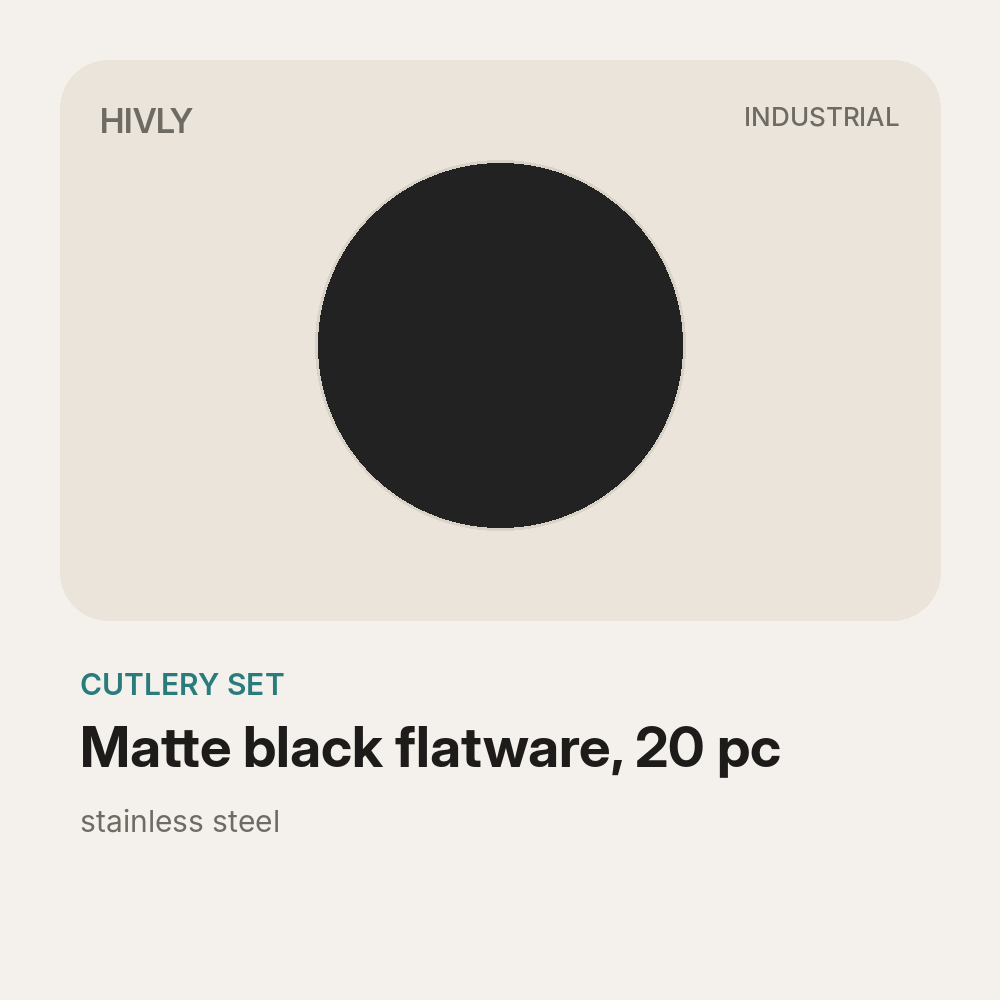 HIVLY
INDUSTRIAL
CUTLERY SET
Matte black flatware, 20 pc
stainless steel